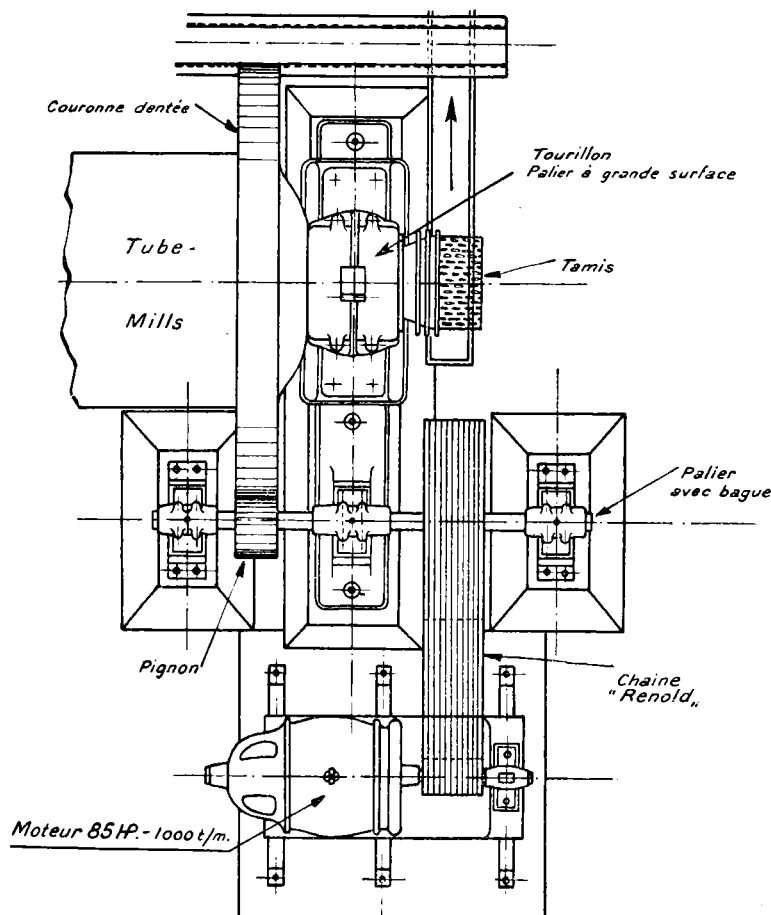 Couronne dentée
Tourillon
Palier à grande surface
Tube-
Mills
Tamis
Palier
avec bague
Pignon
Chaine
"Renold„
Moteur 85 HP.- 1000 t/m.